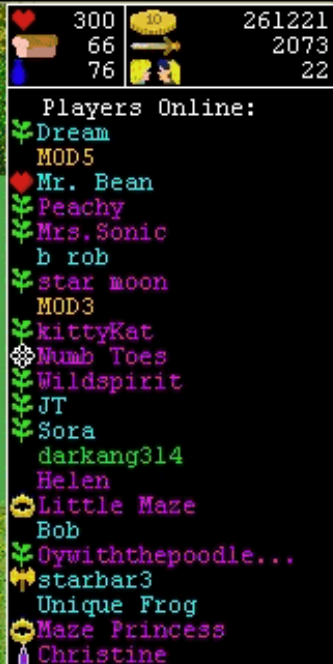 300 10 261221
66 2073
76 22
Players Online:
Dream
MOD5
Mr. Bean
Peachy
Mrs.Sonic
b rob
star moon
MOD3
kittyKat
Numb Toes
Wildspirit
JT
Sora
darkang314
Helen
Little Maze
Bob
Oywiththepoodle...
starbar3
Unique Frog
Maze Princess
Christine